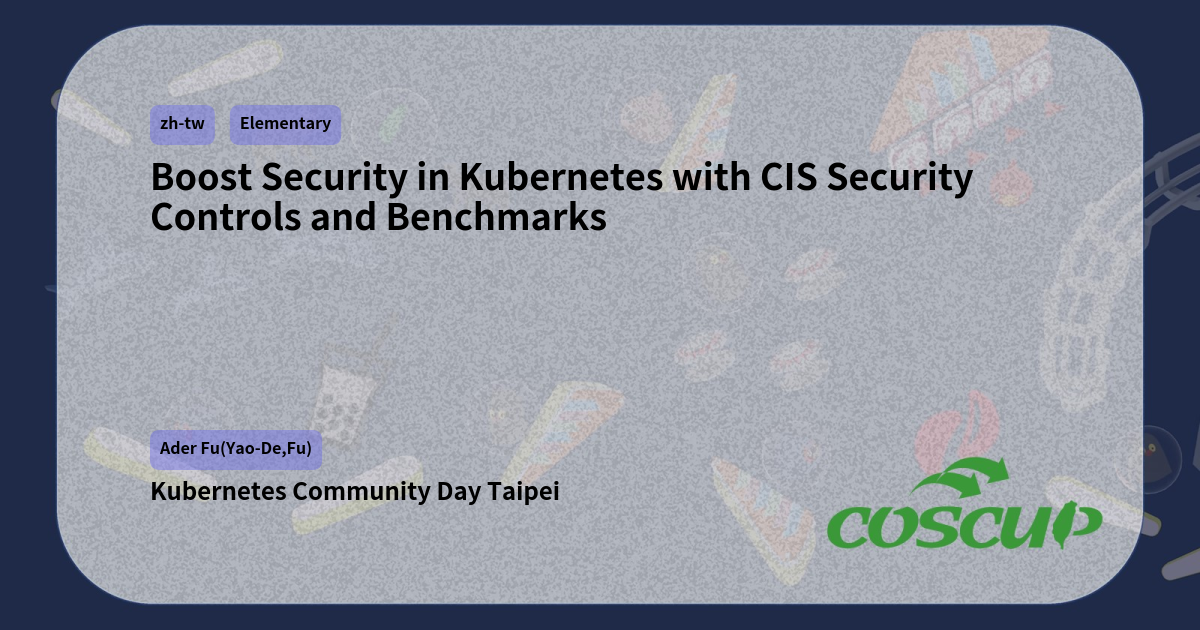 zh-tw Elementary
Boost Security in Kubernetes with CIS Security
Controls and Benchmarks
Ader Fu(Yao-De,Fu)
Kubernetes Community Day Taipei
COSCUP